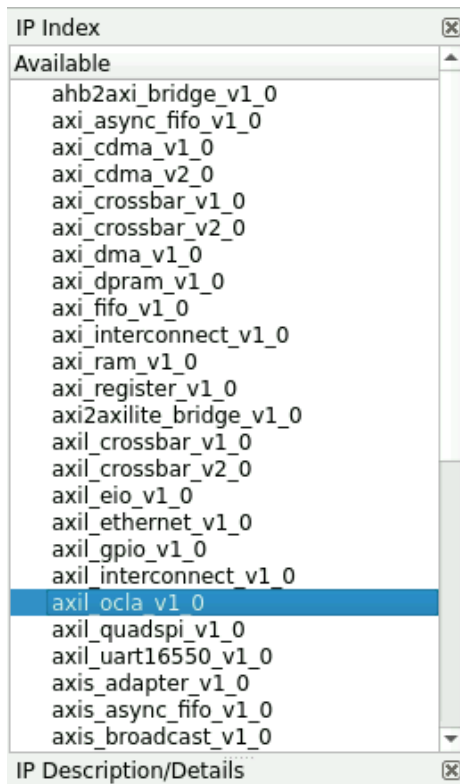 IP Index
Available
ahb2axi_bridge_v1_0
axi_async_fifo_v1_0
axi_cdma_v1_0
axi_cdma_v2_0
axi_crossbar_v1_0
axi_crossbar_v2_0
axi_dma_v1_0
axi_dpram_v1_0
axi_fifo_v1_0
axi_interconnect_v1_0
axi_ram_v1_0
axi_register_v1_0
axi2axilite_bridge_v1_0
axil_crossbar_v1_0
axil_crossbar_v2_0
axil_eio_v1_0
axil_ethernet_v1_0
axil_gpio_v1_0
axil_interconnect_v1_0
axil_ocla_v1_0
axil_quadspi_v1_0
axil_uart16550_v1_0
axis_adapter_v1_0
axis_async_fifo_v1_0
axis_broadcast_v1_0
IP Description/Details